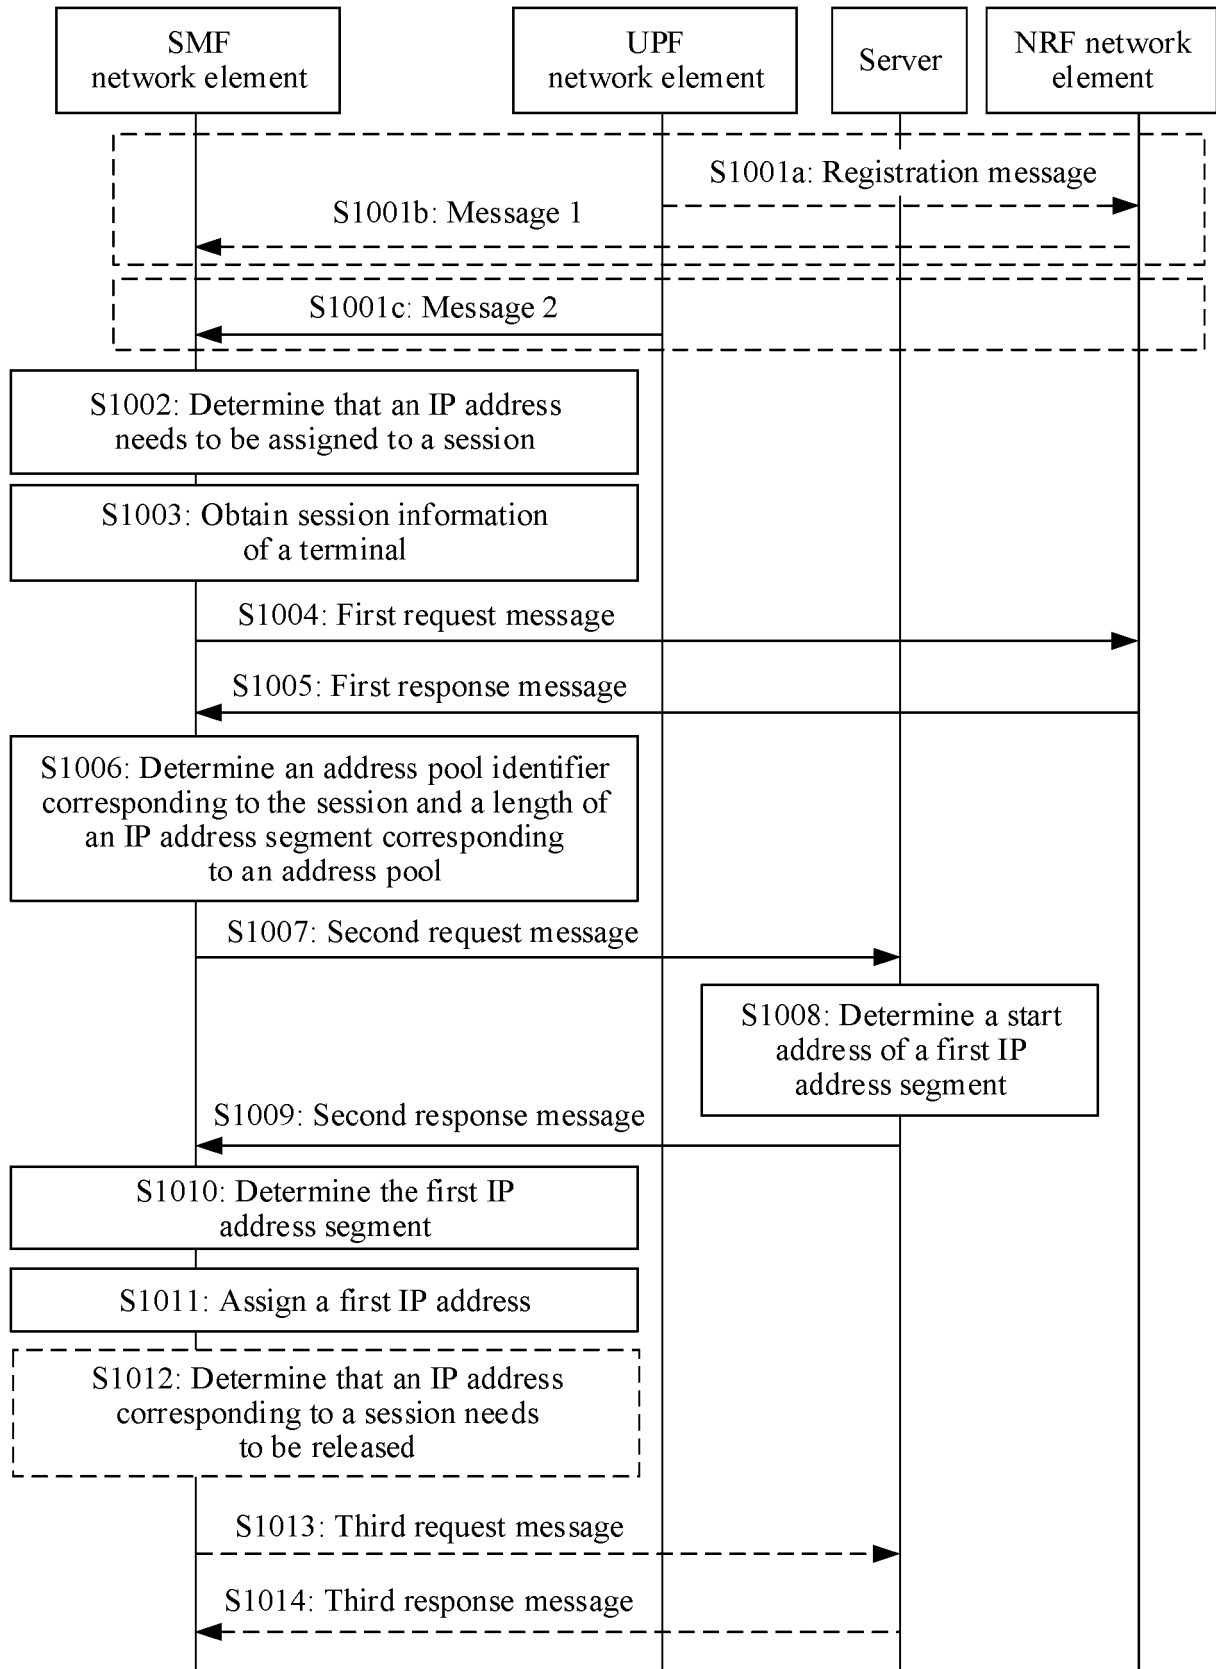 SMF
network element
UPF
network element
Server
NRF network
element
S1001a: Registration message
S1001b: Message 1
S1001c: Message 2
S1002: Determine that an IP address
needs to be assigned to a session
S1003: Obtain session information
of a terminal
S1004: First request message
S1005: First response message
S1006: Determine an address pool identifier
corresponding to the session and a length of
an IP address segment corresponding
to an address pool
S1007: Second request message
S1008: Determine a start
address of a first IP
address segment
S1009: Second response message
S1010: Determine the first IP
address segment
S1011: Assign a first IP address
S1012: Determine that an IP address
corresponding to a session needs
to be released
S1013: Third request message
S1014: Third response message